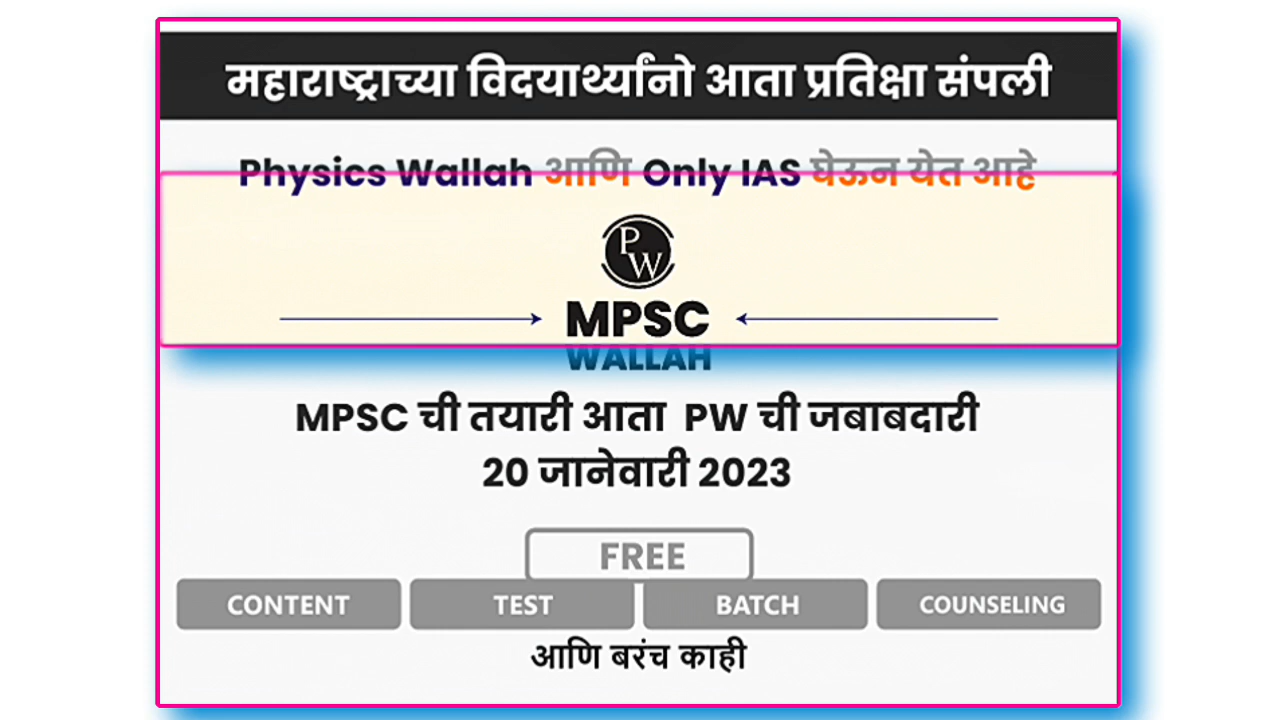 महाराष्ट्राच्या विदयार्थ्यांनो आता प्रतिक्षा संपली
Physics Wallah आणि Only IAS घेऊन येत आहे
PW
MPSC
WALLAH
MPSC ची तयारी आता PW ची जबाबदारी
20 जानेवारी 2023
FREE
CONTENT TEST BATCH COUNSELING
आणि बरंच काही